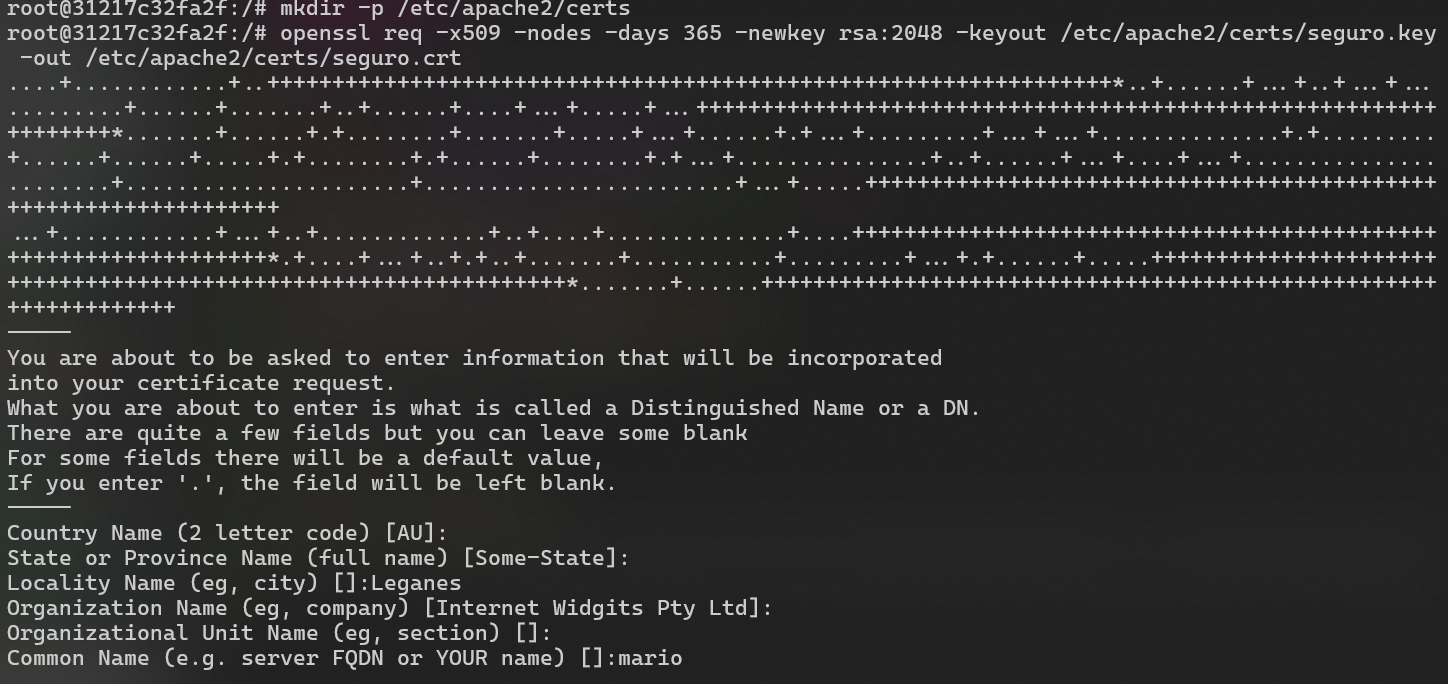 root@31217c32fa2f:/# mkdir -p /etc/apache2/certs
root@31217c32fa2f:/# openssl req -x509 -nodes -days 365 -newkey rsa:2048 -keyout /etc/apache2/certs/seguro.key
 -out /etc/apache2/certs/seguro.crt
....+............+..+++++++++++++++++++++++++++++++++++++++++++++++++++++++++++++++++*..+......+...+..+...+...
.........+......+.......+..+......+....+...+.....+...+++++++++++++++++++++++++++++++++++++++++++++++++++++++++
++++++++*.......+......+.+........+.......+.....+...+......+.+...+.........+...+...+..............+.+.........
+......+......+.....+.+........+.+......+........+.+...+...............+..+......+...+....+...+...............
.........+......................+........................+...+.....++++++++++++++++++++++++++++++++++++++++++++
+++++++++++++++++++++
...+............+...+..+.............+..+....+..............+....+++++++++++++++++++++++++++++++++++++++++++++
++++++++++++++++++++*.+....+...+..+.+..+.......+...........+.........+...+.+......+.....++++++++++++++++++++++
+++++++++++++++++++++++++++++++++++++++++++*.......+......++++++++++++++++++++++++++++++++++++++++++++++++++++
+++++++++++++
-----
You are about to be asked to enter information that will be incorporated
into your certificate request.
What you are about to enter is what is called a Distinguished Name or a DN.
There are quite a few fields but you can leave some blank
For some fields there will be a default value,
If you enter '.', the field will be left blank.
-----
Country Name (2 letter code) [AU]:
State or Province Name (full name) [Some-State]:
Locality Name (eg, city) []:Leganes
Organization Name (eg, company) [Internet Widgits Pty Ltd]:
Organizational Unit Name (eg, section) []:
Common Name (e.g. server FQDN or YOUR name) []:mario